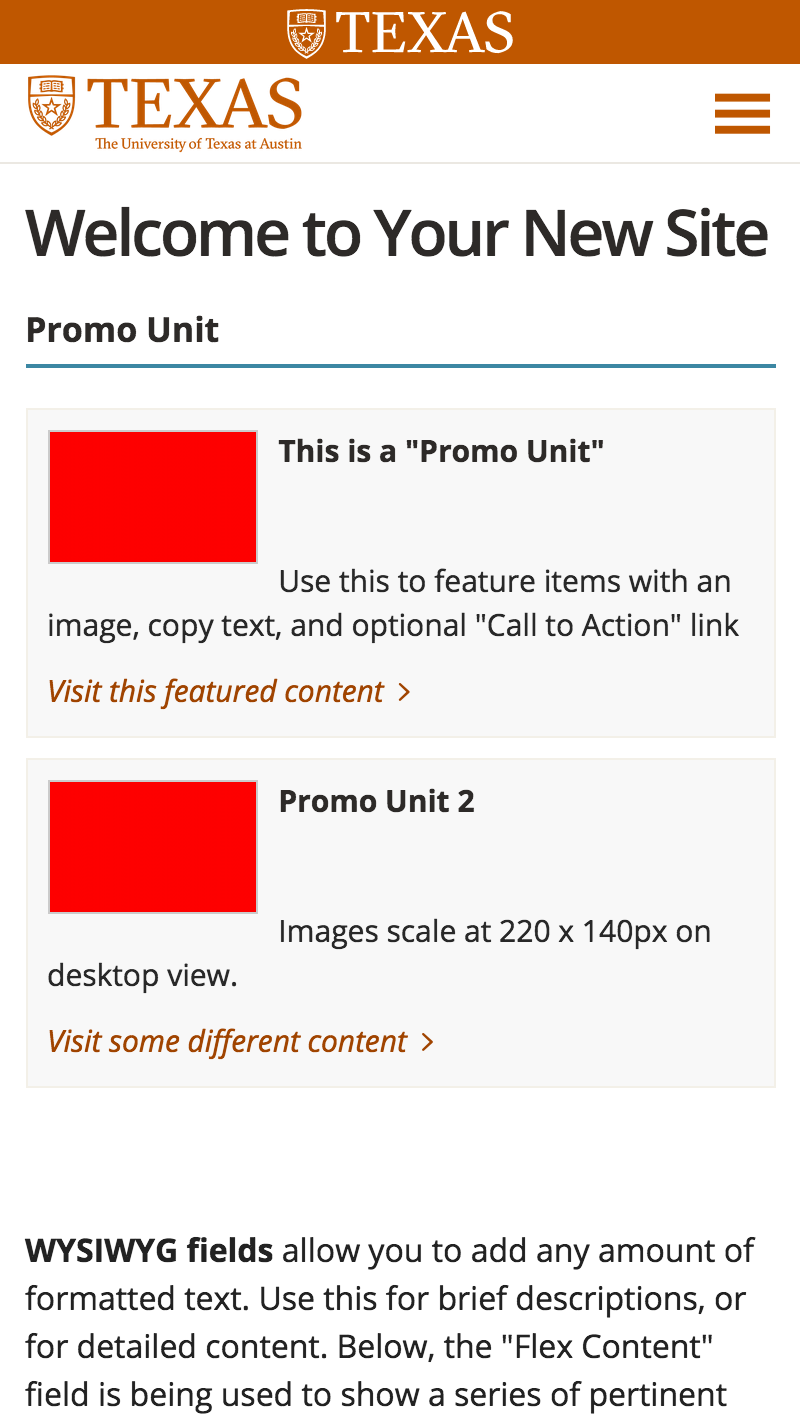 TEXAS
TEXAS
The University of Texas at Austin
Welcome to Your New Site
Promo Unit
This is a "Promo Unit"
Use this to feature items with an
image, copy text, and optional "Call to Action" link
Visit this featured content
Promo Unit 2
Images scale at 220 x 140px on
desktop view.
Visit some different content
WYSIWYG fields allow you to add any amount of
formatted text. Use this for brief descriptions, or
for detailed content. Below, the "Flex Content"
field is being used to show a series of pertinent